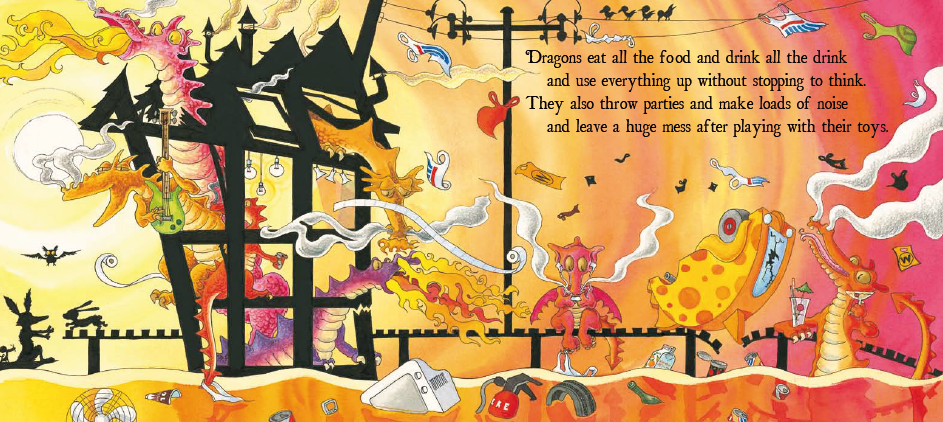 Dragons eat all the food and drink all the drink
and use everything up without stopping to think.
They also throw parties and make loads of noise
and leave a huge mess after playing with their toys.
W